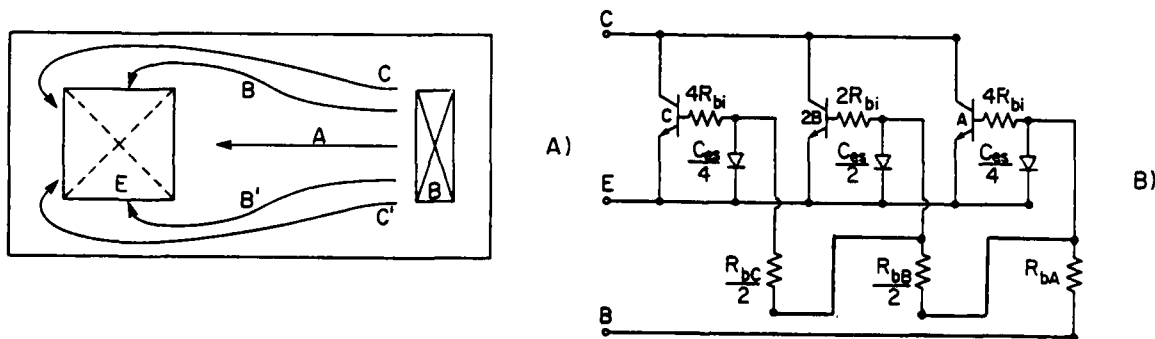 C
B
A
B'
C'
E
B
A)
C
E
B
4R_bi
2R_bi
4R_bi
C
2B
A
C_es/4
C_es/2
C_es/4
R_bC/2
R_bB/2
R_bA
B)